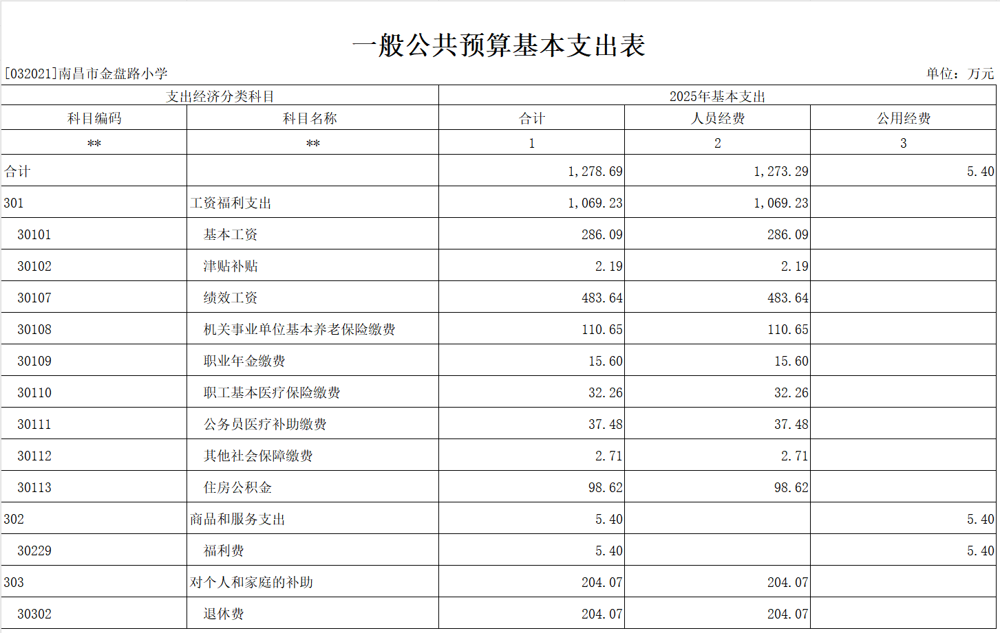 一般公共预算基本支出表
[032021]南昌市金盘路小学 单位：万元
支出经济分类科目 2025年基本支出
科目编码 科目名称 合计 人员经费 公用经费
** ** 1 2 3
合计 1,278.69 1,273.29 5.40
301 工资福利支出 1,069.23 1,069.23
30101 基本工资 286.09 286.09
30102 津贴补贴 2.19 2.19
30107 绩效工资 483.64 483.64
30108 机关事业单位基本养老保险缴费 110.65 110.65
30109 职业年金缴费 15.60 15.60
30110 职工基本医疗保险缴费 32.26 32.26
30111 公务员医疗补助缴费 37.48 37.48
30112 其他社会保障缴费 2.71 2.71
30113 住房公积金 98.62 98.62
302 商品和服务支出 5.40 5.40
30229 福利费 5.40 5.40
303 对个人和家庭的补助 204.07 204.07
30302 退休费 204.07 204.07